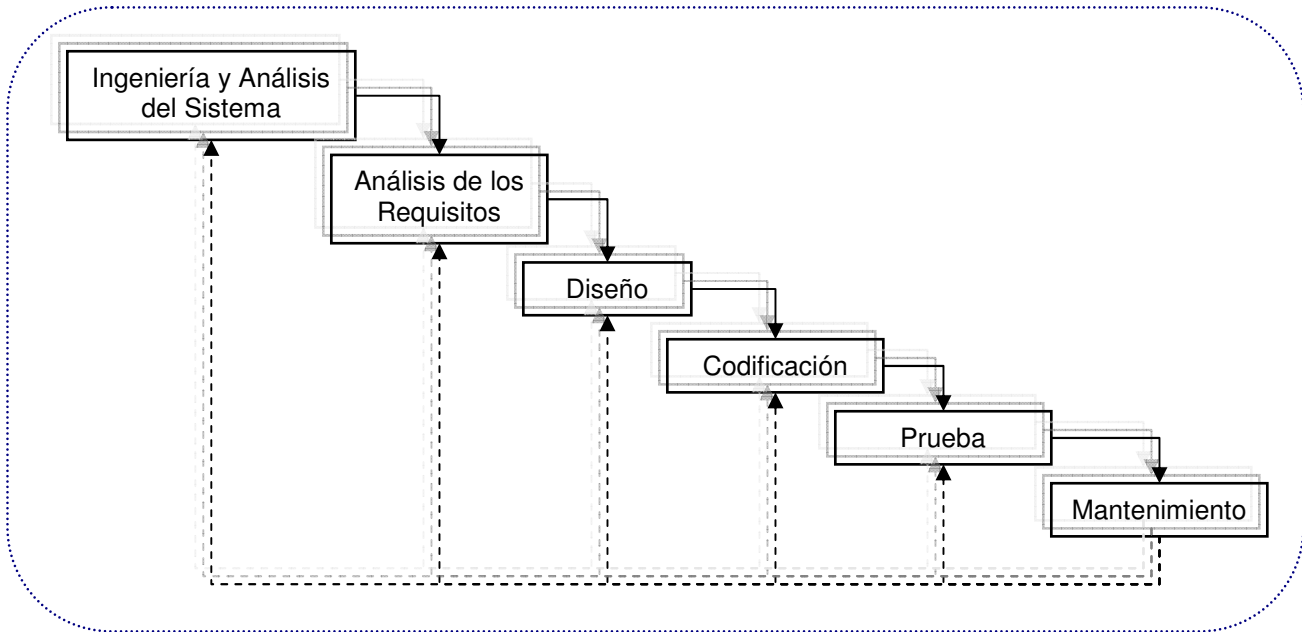 Ingeniería y Análisis
del Sistema
Análisis de los
Requisitos
Diseño
Codificación
Prueba
Mantenimiento